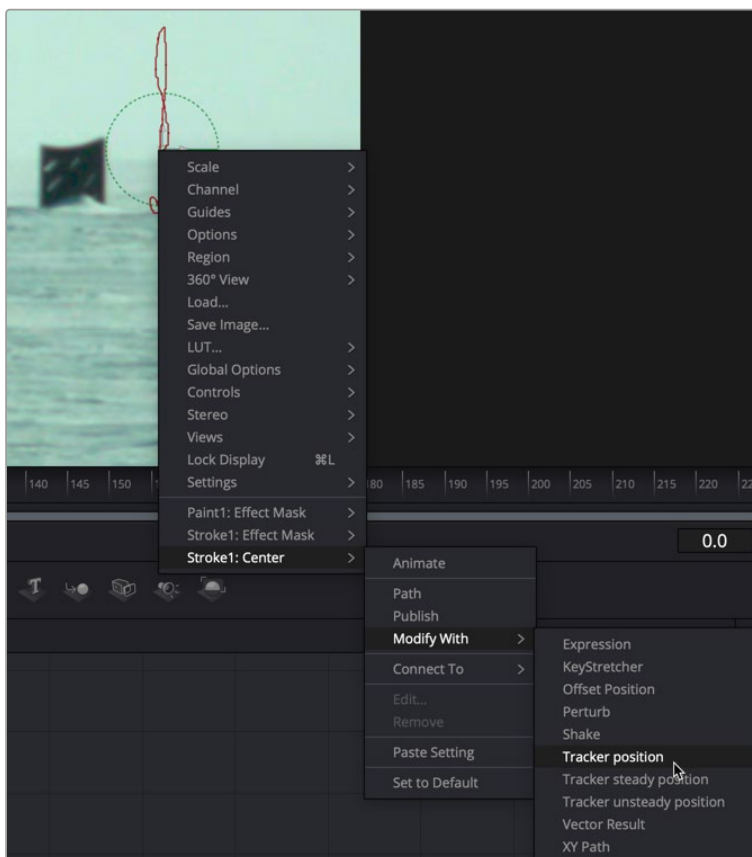 Scale
Channel
Guides
Options
Region
360° View
Load...
Save Image...
LUT...
Global Options
Controls
Stereo
Views
Lock Display ⌘L
Settings
140 145 150 180 185 190 195 200 205 210 215 220
Paint1: Effect Mask
Stroke1: Effect Mask
Stroke1: Center
0.0
T
Animate
Path
Publish
Modify With
Connect To
Edit...
Remove
Paste Setting
Set to Default
Expression
KeyStretcher
Offset Position
Perturb
Shake
Tracker position
Tracker steady position
Tracker unsteady position
Vector Result
XY Path